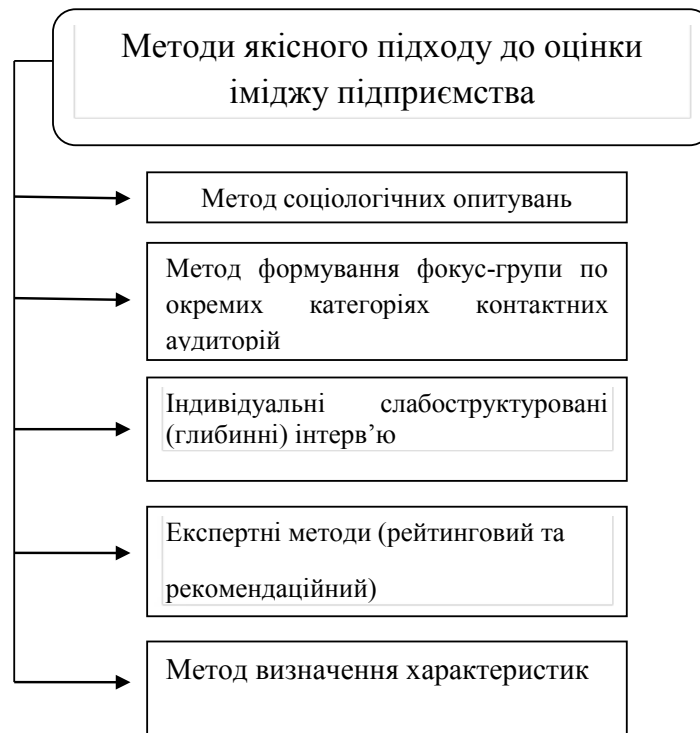 Методи якісного підходу до оцінки
іміджу підприємства
Метод соціологічних опитувань
Метод формування фокус-групи по
окремих категоріях контактних
аудиторій
Індивідуальні слабоструктуровані
(глибинні) інтерв’ю
Експертні методи (рейтинговий та
рекомендаційний)
Метод визначення характеристик